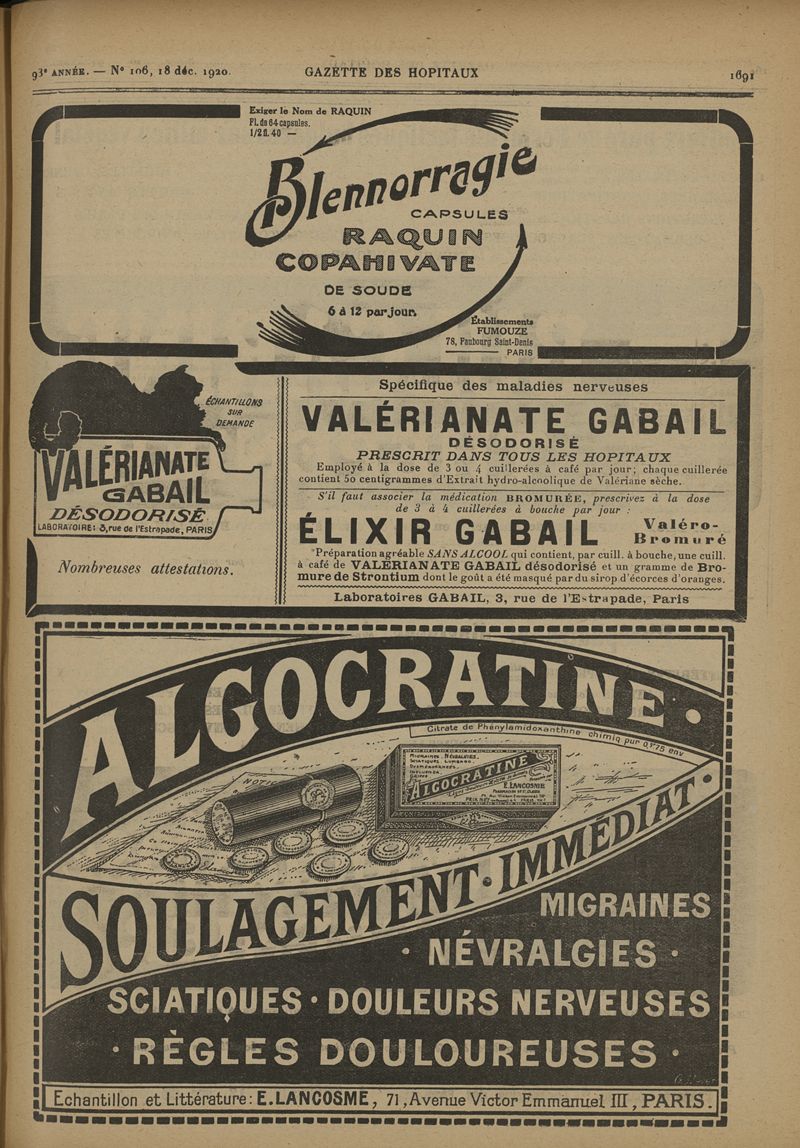 93e ANNÉE. — No 106, 18 déc. 1920.
GAZETTE DES HOPITAUX
1691
Exiger le Nom de RAQUIN
Fl. de 64 capsules.
1/2 fl. 40 —
Blennorragie
CAPSULES
RAQUIN
COPAHIVATE
DE SOUDE
6 à 12 par jour.
Établissements
FUMOUZE
78, Faubourg Saint-Denis
PARIS
ÉCHANTILLONS
SUR
DEMANDE
VALÉRIANATE
GABAIL
DÉSODORISÉ
LABORATOIRE: 3, rue de l'Estrapade, PARIS
Nombreuses attestations.
Spécifique des maladies nerveuses
VALÉRIANATE GABAIL
DÉSODORISÉ
PRESCRIT DANS TOUS LES HOPITAUX
Employé à la dose de 3 ou 4 cuillerées à café par jour; chaque cuillerée
contient 50 centigrammes d'Extrait hydro-alcoolique de Valériane sèche.
S'il faut associer la médication BROMURÉE, prescrivez à la dose
de 3 à 4 cuillerées à bouche par jour :
ÉLIXIR GABAIL Valéro-
Bromuré
Préparation agréable SANS ALCOOL qui contient, par cuill. à bouche, une cuill.
à café de VALÉRIANATE GABAIL désodorisé et un gramme de Bro-
mure de Strontium dont le goût a été masqué par du sirop d'écorces d'oranges.
Laboratoires GABAIL, 3, rue de l'Estrapade, Paris
ALGOCRATINE
Citrate de Phénylamidoxanthine chimiq pur 0,gr75 env
MIGRAINES NÉVRALGIES
SCIATIQUES LUMBAGO
INFLUENZA
ALGOCRATINE
E. LANCOSME
SOULAGEMENT · IMMÉDIAT ·
MIGRAINES
· NÉVRALGIES ·
SCIATIQUES · DOULEURS NERVEUSES
· RÈGLES DOULOUREUSES ·
Echantillon et Littérature: E. LANCOSME, 71, Avenue Victor Emmanuel III, PARIS.